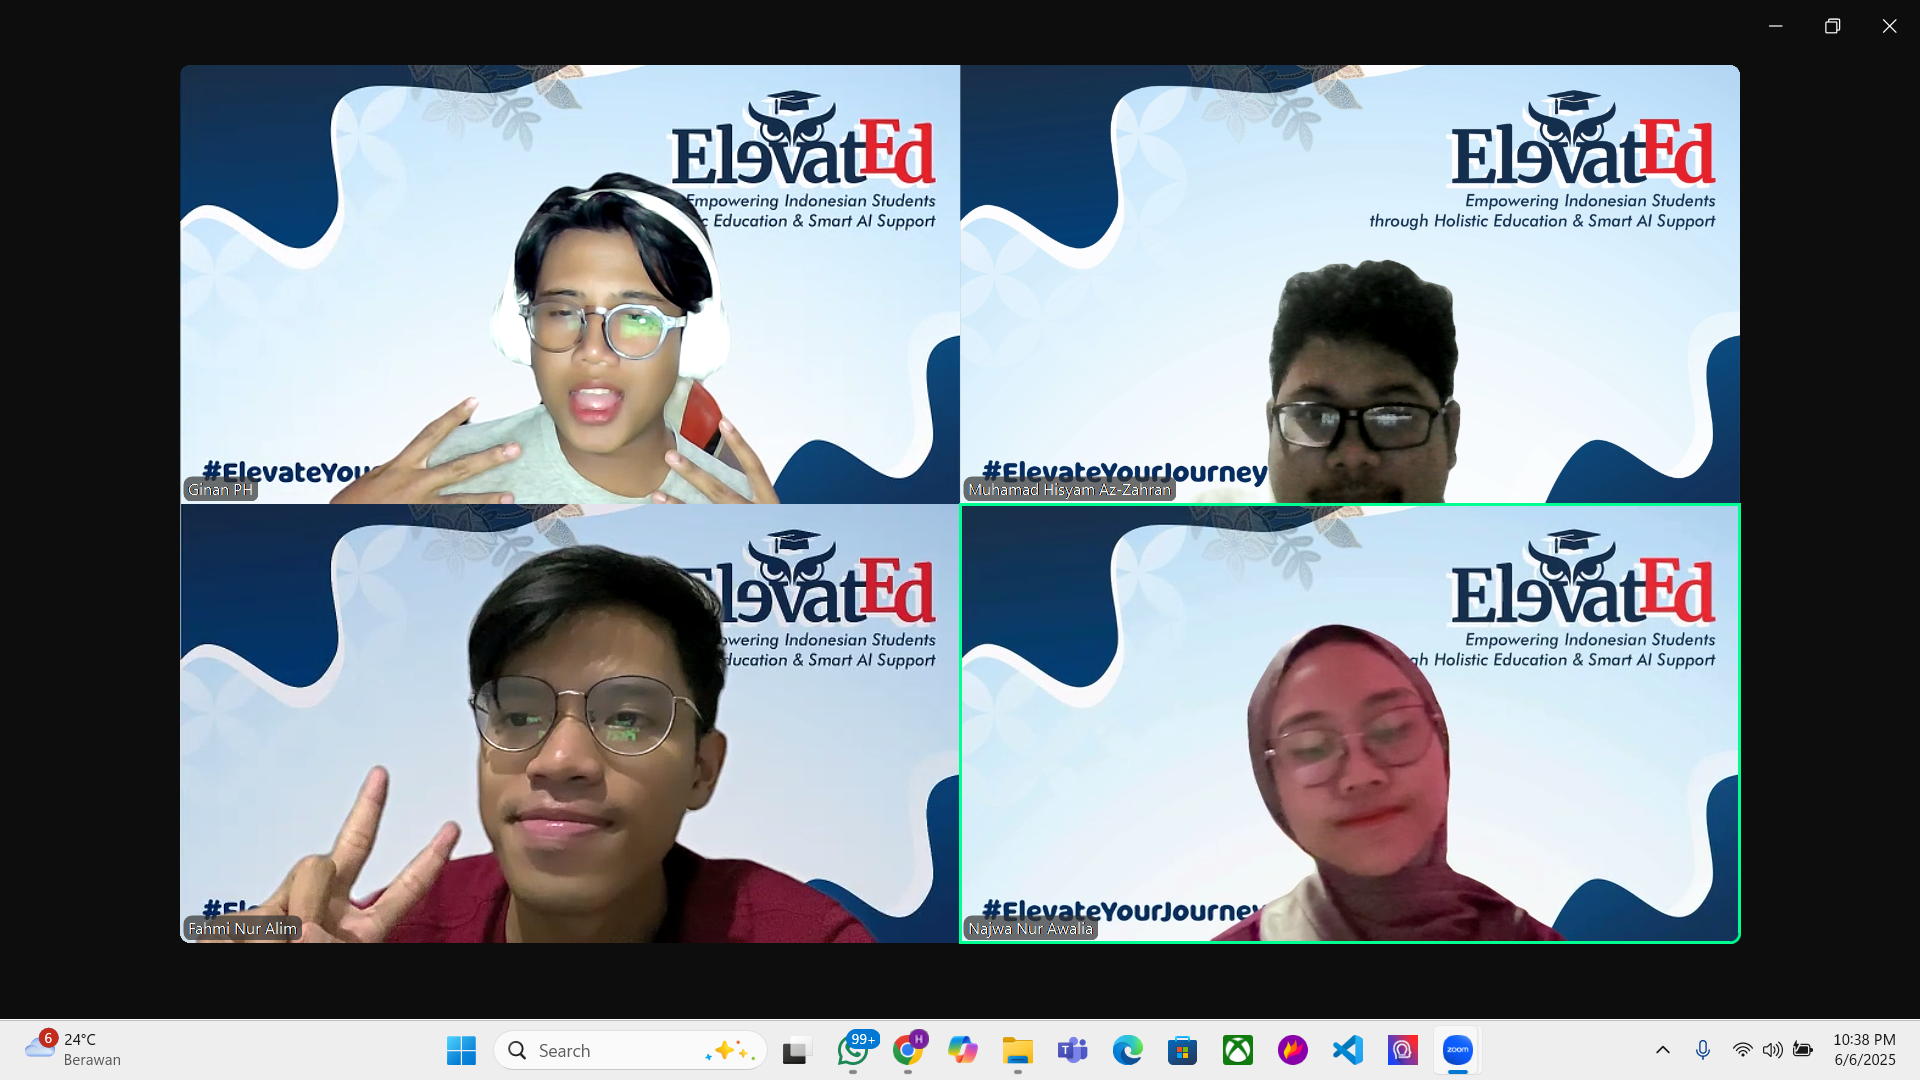 ElevatEd
Empowering Indonesian Students
c Education & Smart AI Support
#ElevateYou
Ginan PH
ElevatEd
Empowering Indonesian Students
through Holistic Education & Smart AI Support
#ElevateYourJourney
Muhamad Hisyam Az-Zahran
levatEd
owering Indonesian Students
ducation & Smart AI Support
#El
Fahmi Nur Alim
ElevatEd
Empowering Indonesian Students
gh Holistic Education & Smart AI Support
#ElevateYourJourney
Najwa Nur Awalia
6
24°C
Berawan
Search
99+
H
T
zoom
10:38 PM
6/6/2025